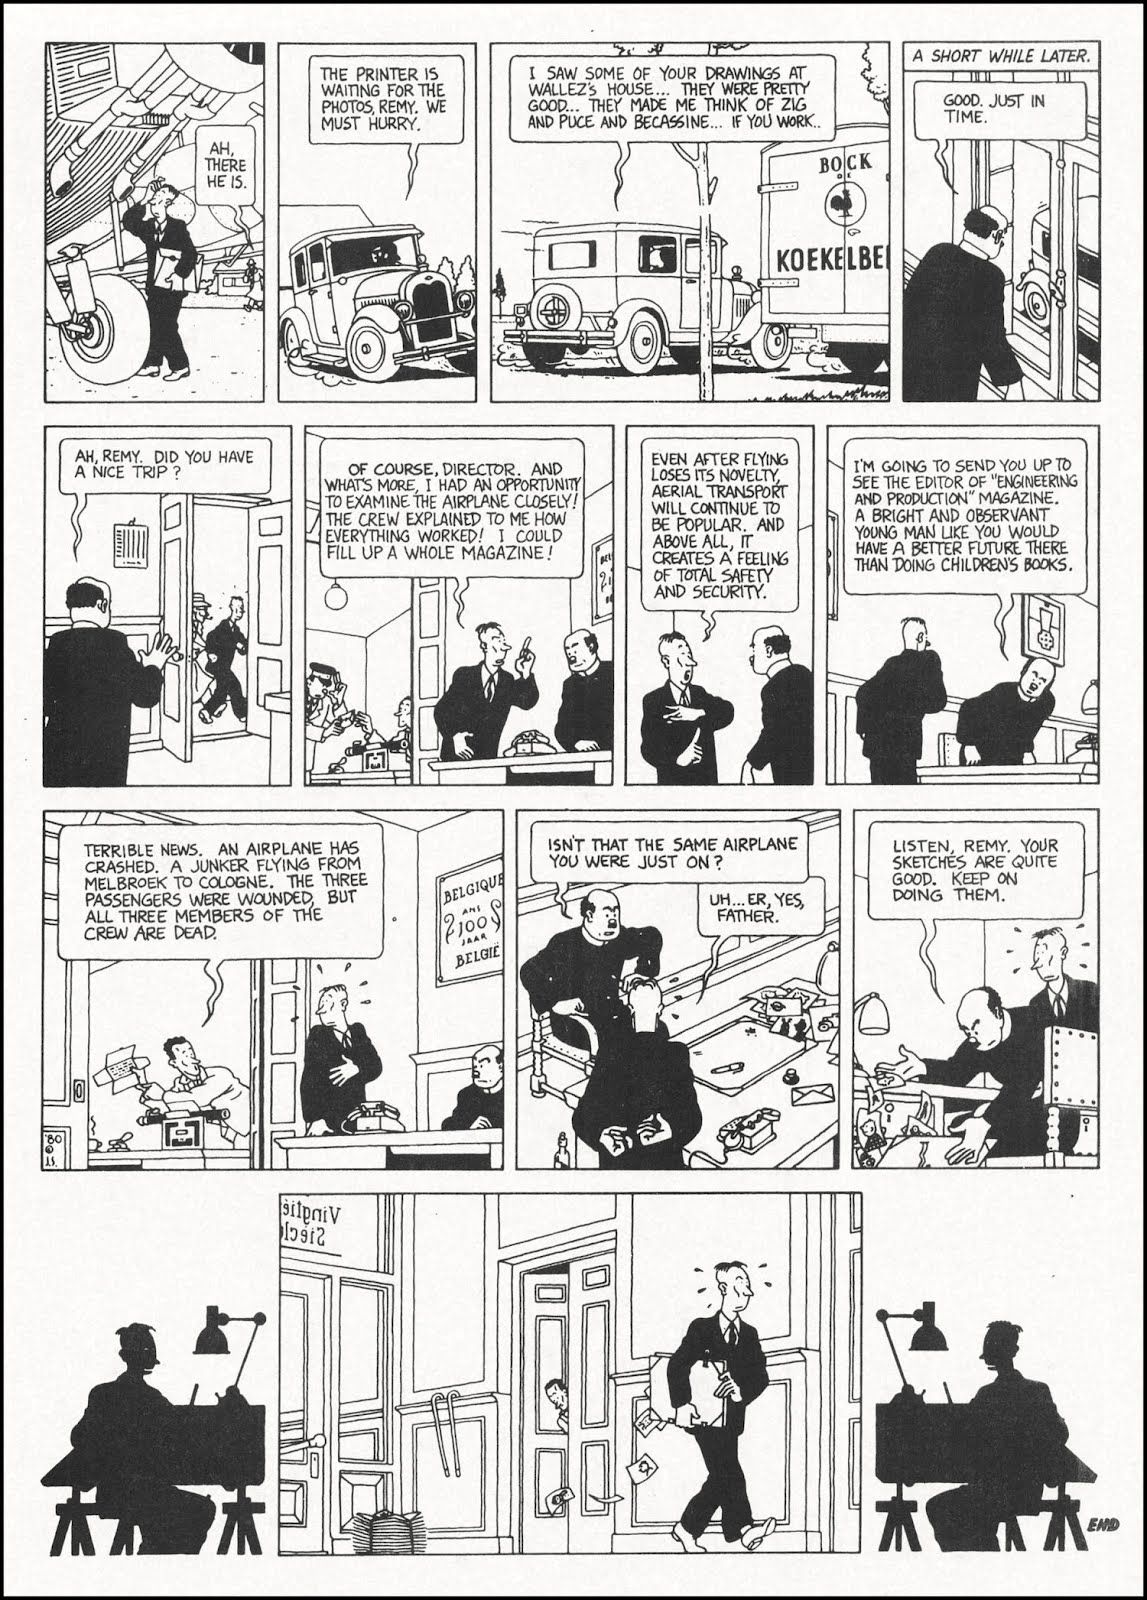 AH,
THERE
HE IS.
THE PRINTER IS
WAITING FOR THE
PHOTOS, REMY. WE
MUST HURRY.
I SAW SOME OF YOUR DRAWINGS AT
WALLEZ'S HOUSE... THEY WERE PRETTY
GOOD... THEY MADE ME THINK OF ZIG
AND PUCE AND BECASSINE... IF YOU WORK..
BOCK
DE
KOEKELBE
A SHORT WHILE LATER.
GOOD. JUST IN
TIME.
AH, REMY. DID YOU HAVE
A NICE TRIP?
OF COURSE, DIRECTOR. AND
WHAT'S MORE, I HAD AN OPPORTUNITY
TO EXAMINE THE AIRPLANE CLOSELY!
THE CREW EXPLAINED TO ME HOW
EVERYTHING WORKED! I COULD
FILL UP A WHOLE MAGAZINE!
EVEN AFTER FLYING
LOSES ITS NOVELTY,
AERIAL TRANSPORT
WILL CONTINUE TO
BE POPULAR. AND
ABOVE ALL, IT
CREATES A FEELING
OF TOTAL SAFETY
AND SECURITY.
I'M GOING TO SEND YOU UP TO
SEE THE EDITOR OF "ENGINEERING
AND PRODUCTION" MAGAZINE.
A BRIGHT AND OBSERVANT
YOUNG MAN LIKE YOU WOULD
HAVE A BETTER FUTURE THERE
THAN DOING CHILDREN'S BOOKS.
TERRIBLE NEWS. AN AIRPLANE HAS
CRASHED. A JUNKER FLYING FROM
MELBROEK TO COLOGNE. THE THREE
PASSENGERS WERE WOUNDED, BUT
ALL THREE MEMBERS OF THE
CREW ARE DEAD.
BELGIQUE
ANS
100
JAAR
BELGIË
'80
©
J.S.
ISN'T THAT THE SAME AIRPLANE
YOU WERE JUST ON?
UH...ER, YES,
FATHER.
LISTEN, REMY. YOUR
SKETCHES ARE QUITE
GOOD. KEEP ON
DOING THEM.
Vingtiè
Siècl
END